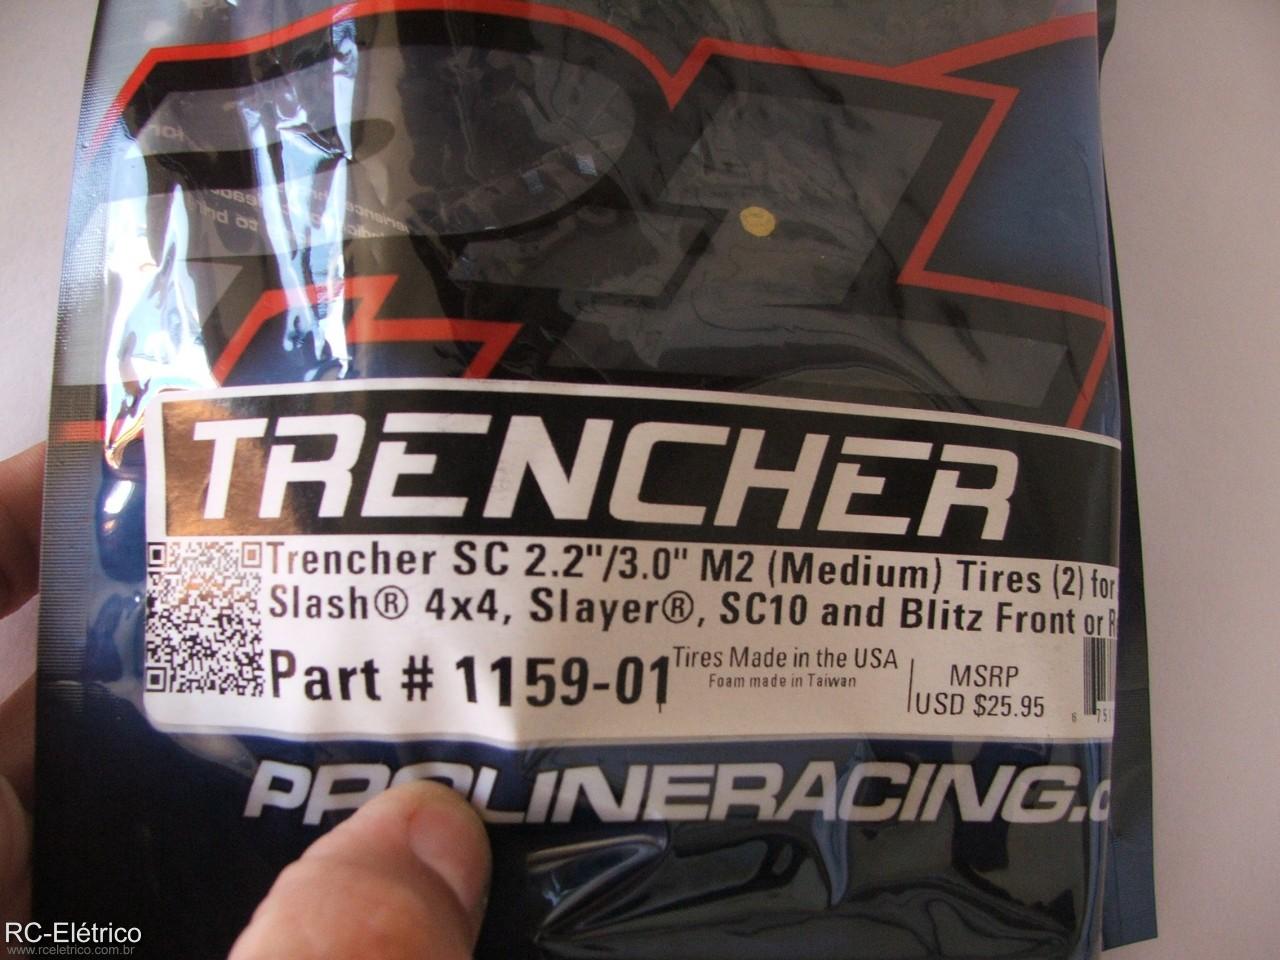 TRENCHER
Trencher SC 2.2"/3.0" M2 (Medium) Tires (2) for
Slash® 4x4, Slayer®, SC10 and Blitz Front or R
Part # 1159-01
Tires Made in the USA
Foam made in Taiwan
MSRP
USD $25.95
6 751
PROLINERACING.c
RC-Elétrico
www.rceletrico.com.br